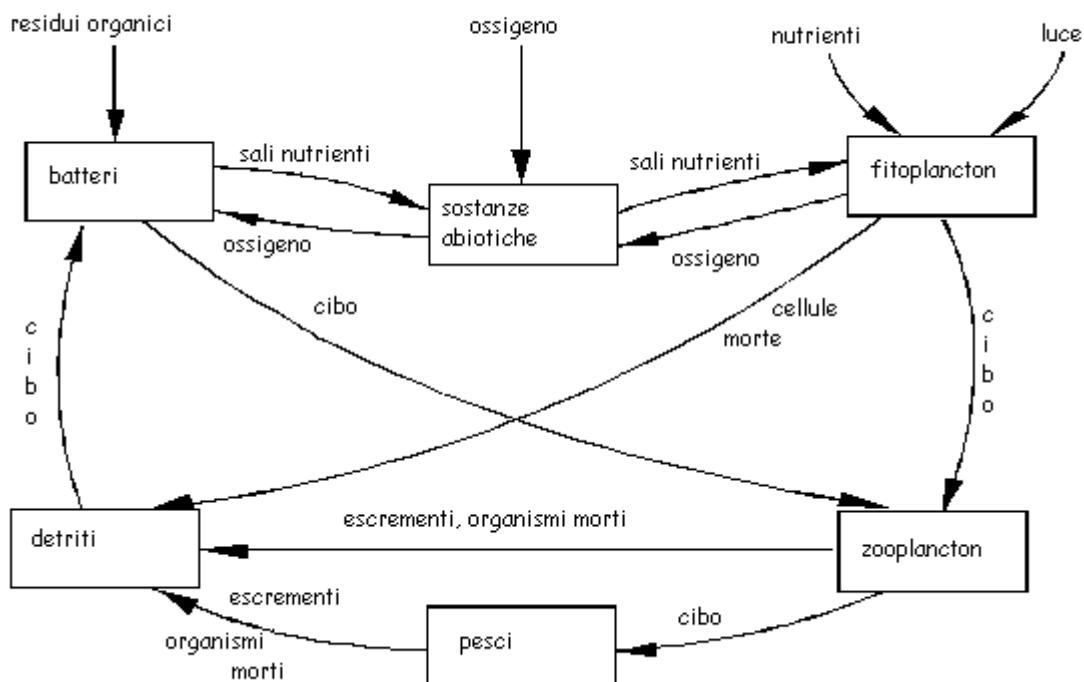 residui organici
ossigeno
nutrienti
luce
batteri
sali nutrienti
sostanze
abiotiche
sali nutrienti
fitoplancton
ossigeno
ossigeno
cibo
cellule
morte
c
i
b
o
c
i
b
o
detriti
escrementi, organismi morti
zooplancton
escrementi
organismi
morti
pesci
cibo